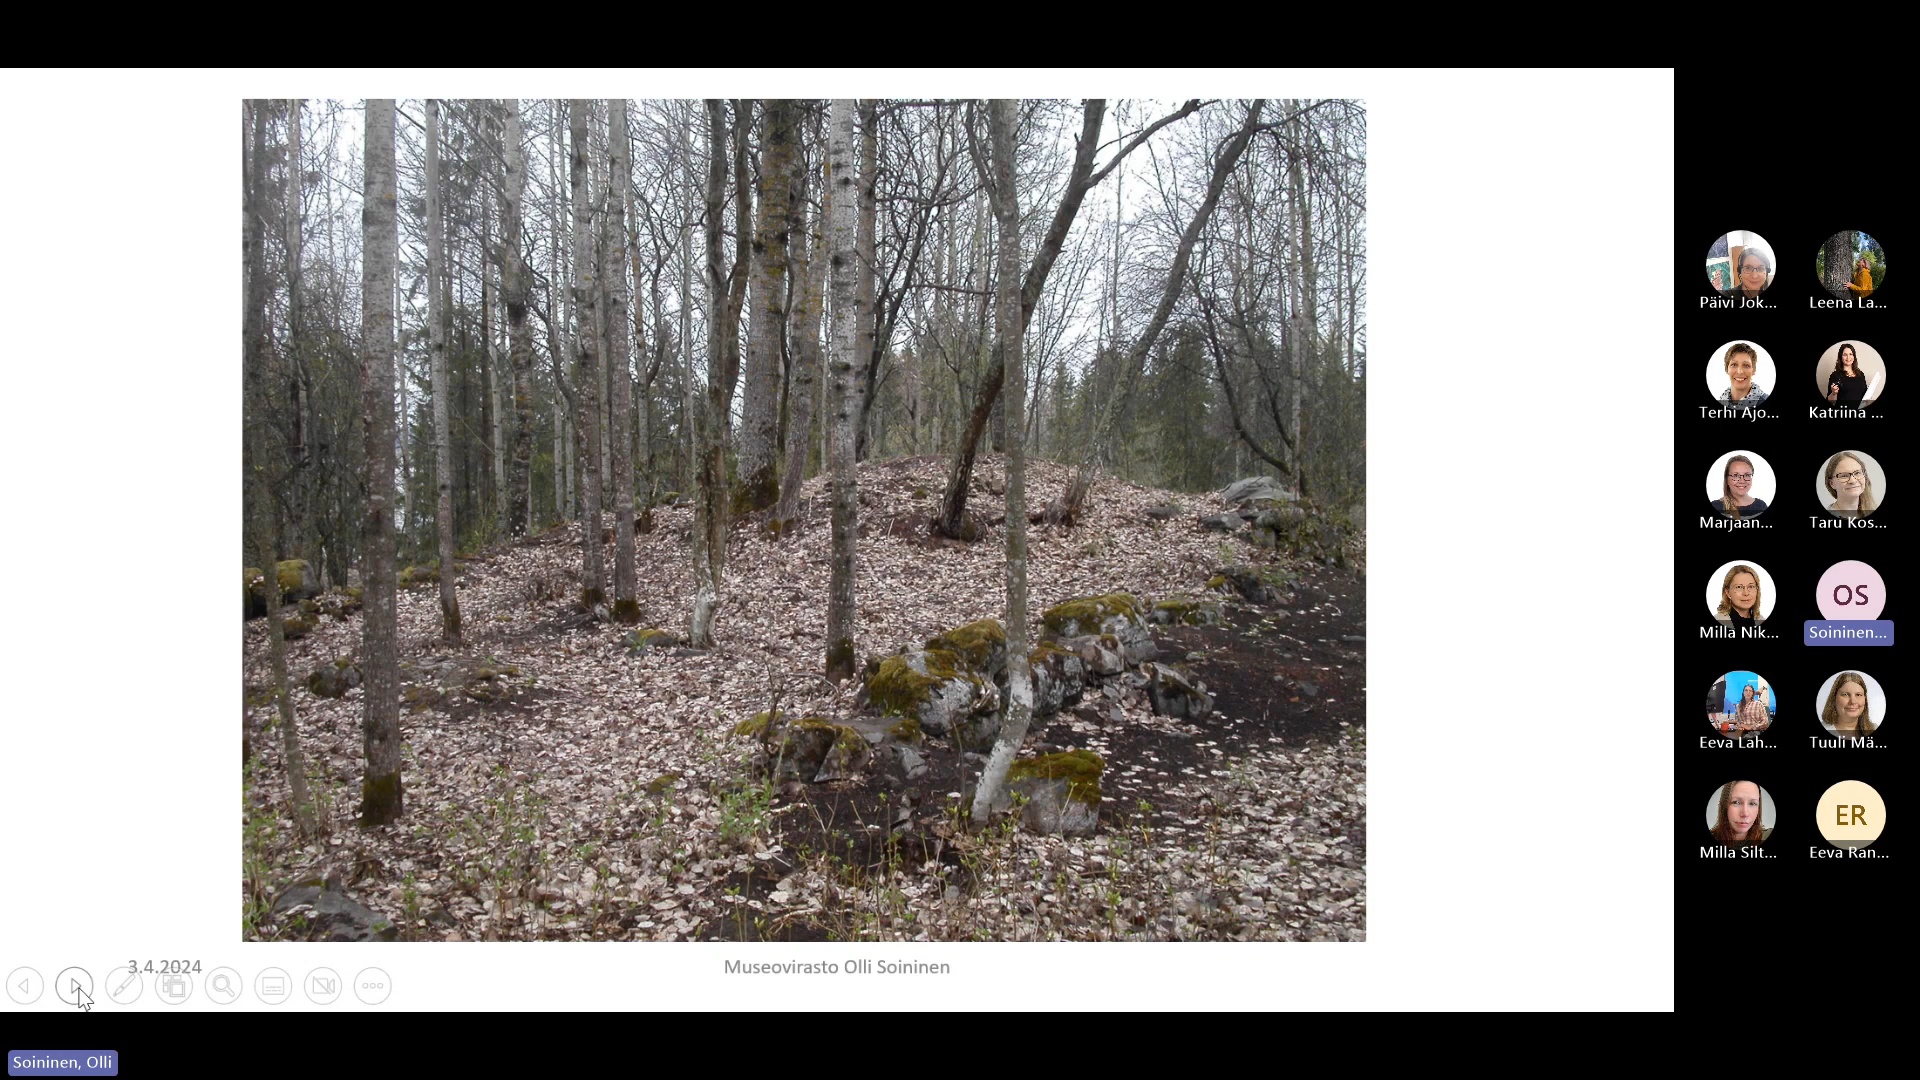 3.4.2024
Museovirasto Olli Soininen
Soininen, Olli
Päivi Jok...
Leena La...
Terhi Ajo...
Katriina ...
Marjaan...
Taru Kos...
Milla Nik...
OS
Soininen...
Eeva Lah...
Tuuli Mä...
Milla Silt...
ER
Eeva Ran...